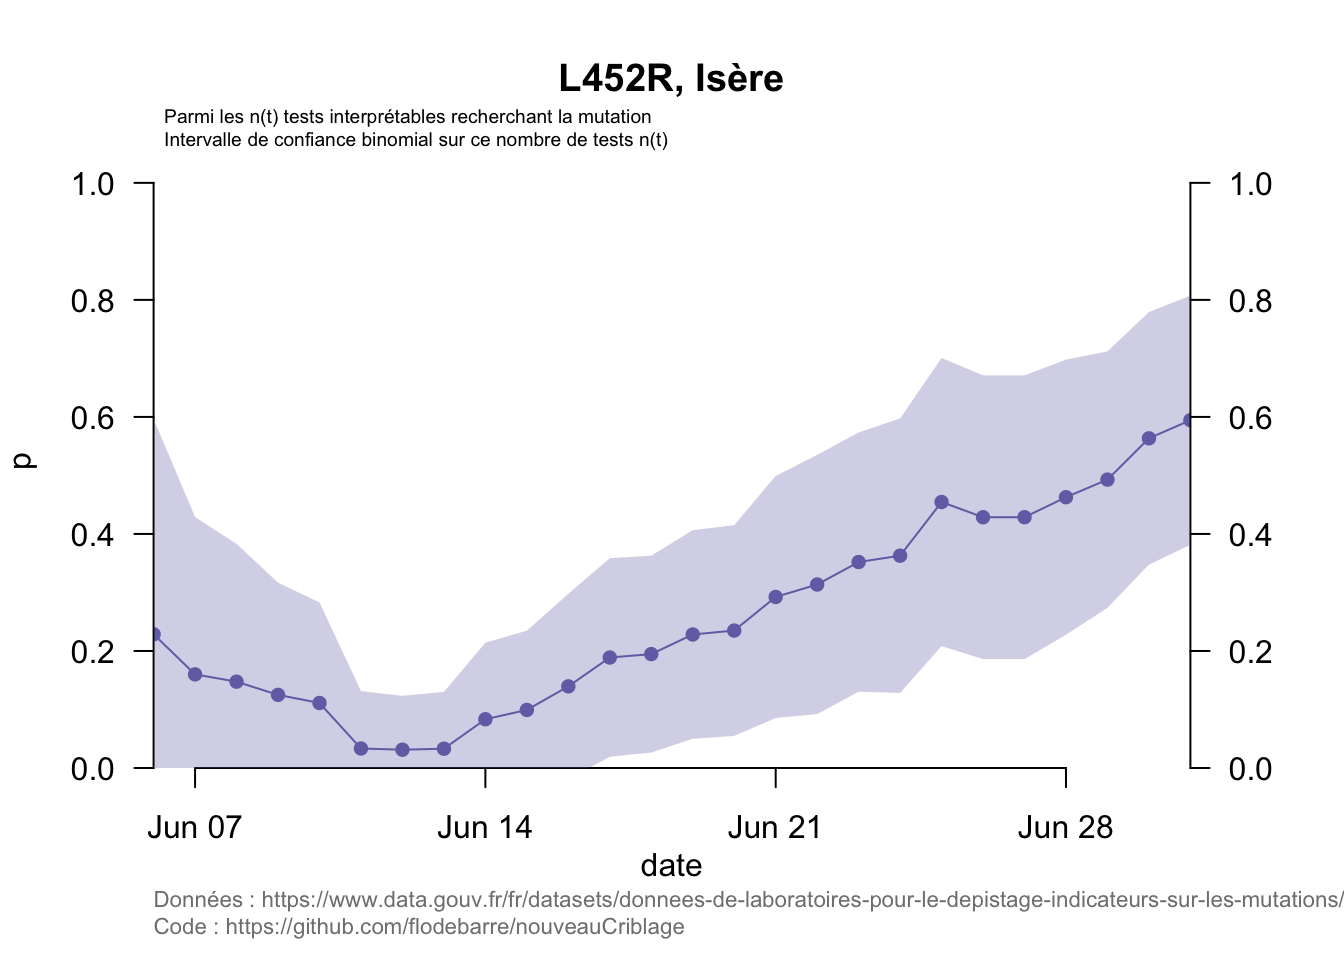 L452R, Isère
Parmi les n(t) tests interprétables recherchant la mutation
Intervalle de confiance binomial sur ce nombre de tests n(t)
1.0
0.8
0.6
0.4
0.2
0.0
p
1.0
0.8
0.6
0.4
0.2
0.0
Jun 07 Jun 14 Jun 21 Jun 28
date
Données : https://www.data.gouv.fr/fr/datasets/donnees-de-laboratoires-pour-le-depistage-indicateurs-sur-les-mutations/
Code : https://github.com/flodebarre/nouveauCriblage